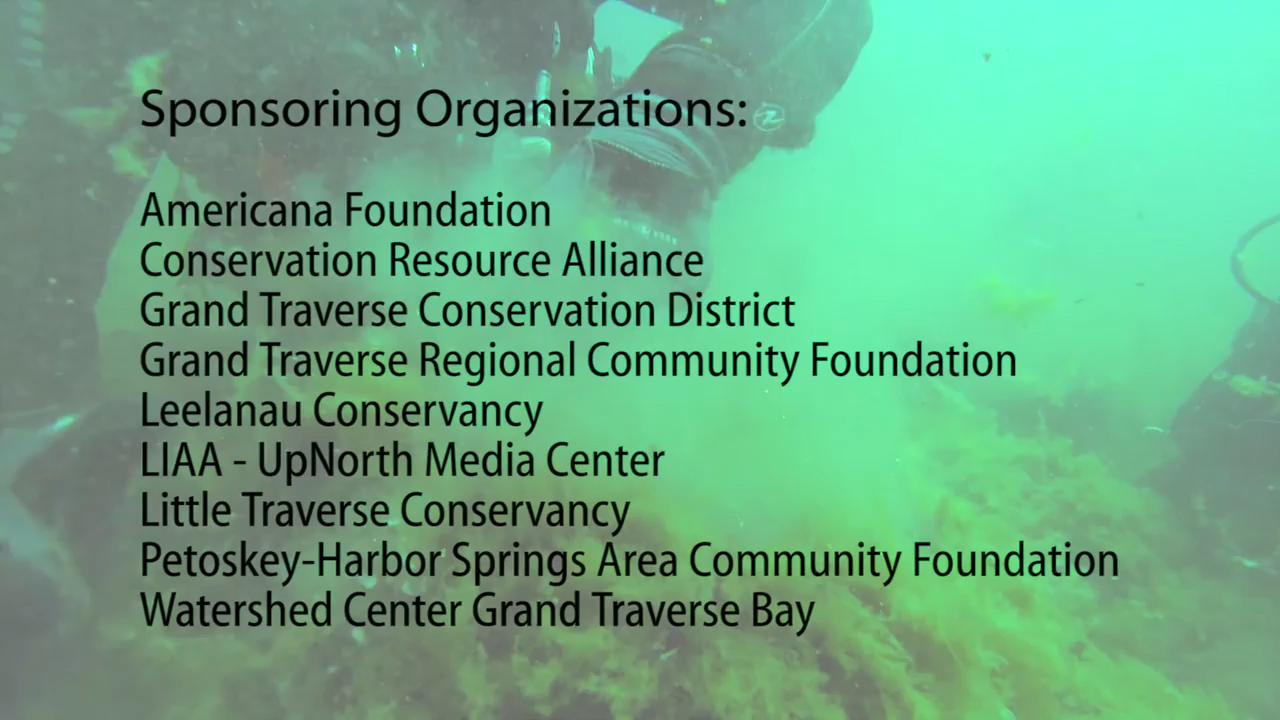 Sponsoring Organizations:
Americana Foundation
Conservation Resource Alliance
Grand Traverse Conservation District
Grand Traverse Regional Community Foundation
Leelanau Conservancy
LIAA - UpNorth Media Center
Little Traverse Conservancy
Petoskey-Harbor Springs Area Community Foundation
Watershed Center Grand Traverse Bay